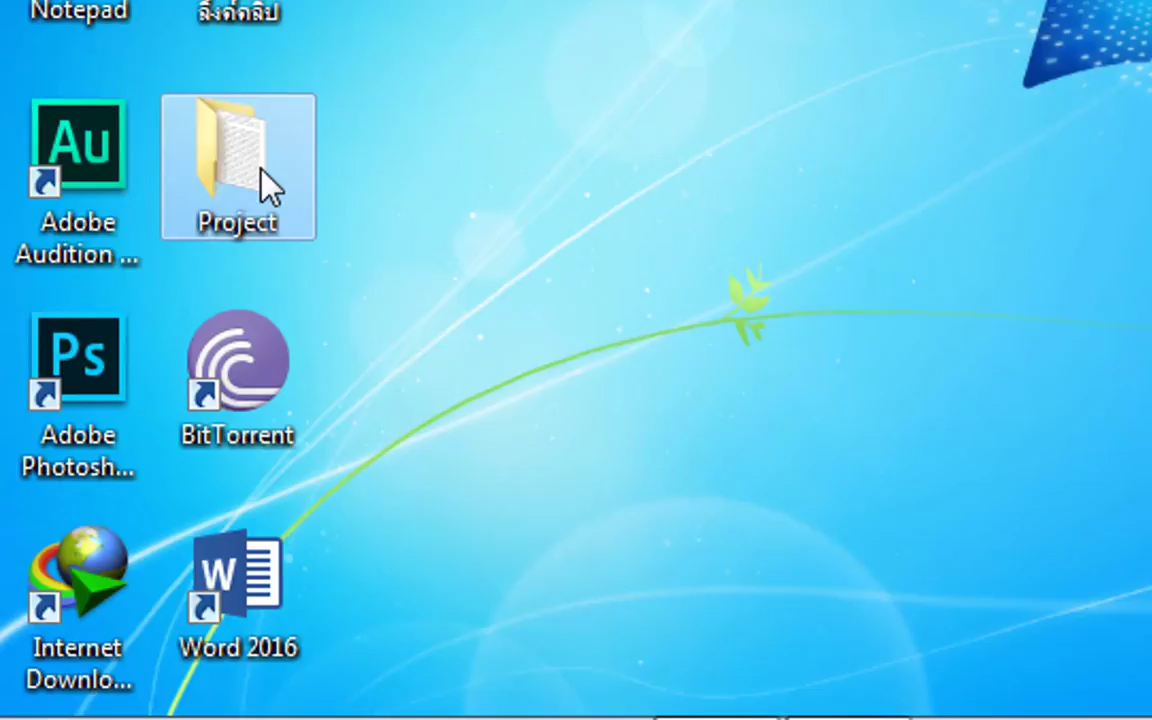 Notepad
ลิงค์คลิป
Au
Adobe
Audition ...
Project
Ps
Adobe
Photosh...
BitTorrent
W
Internet
Downlo...
Word 2016